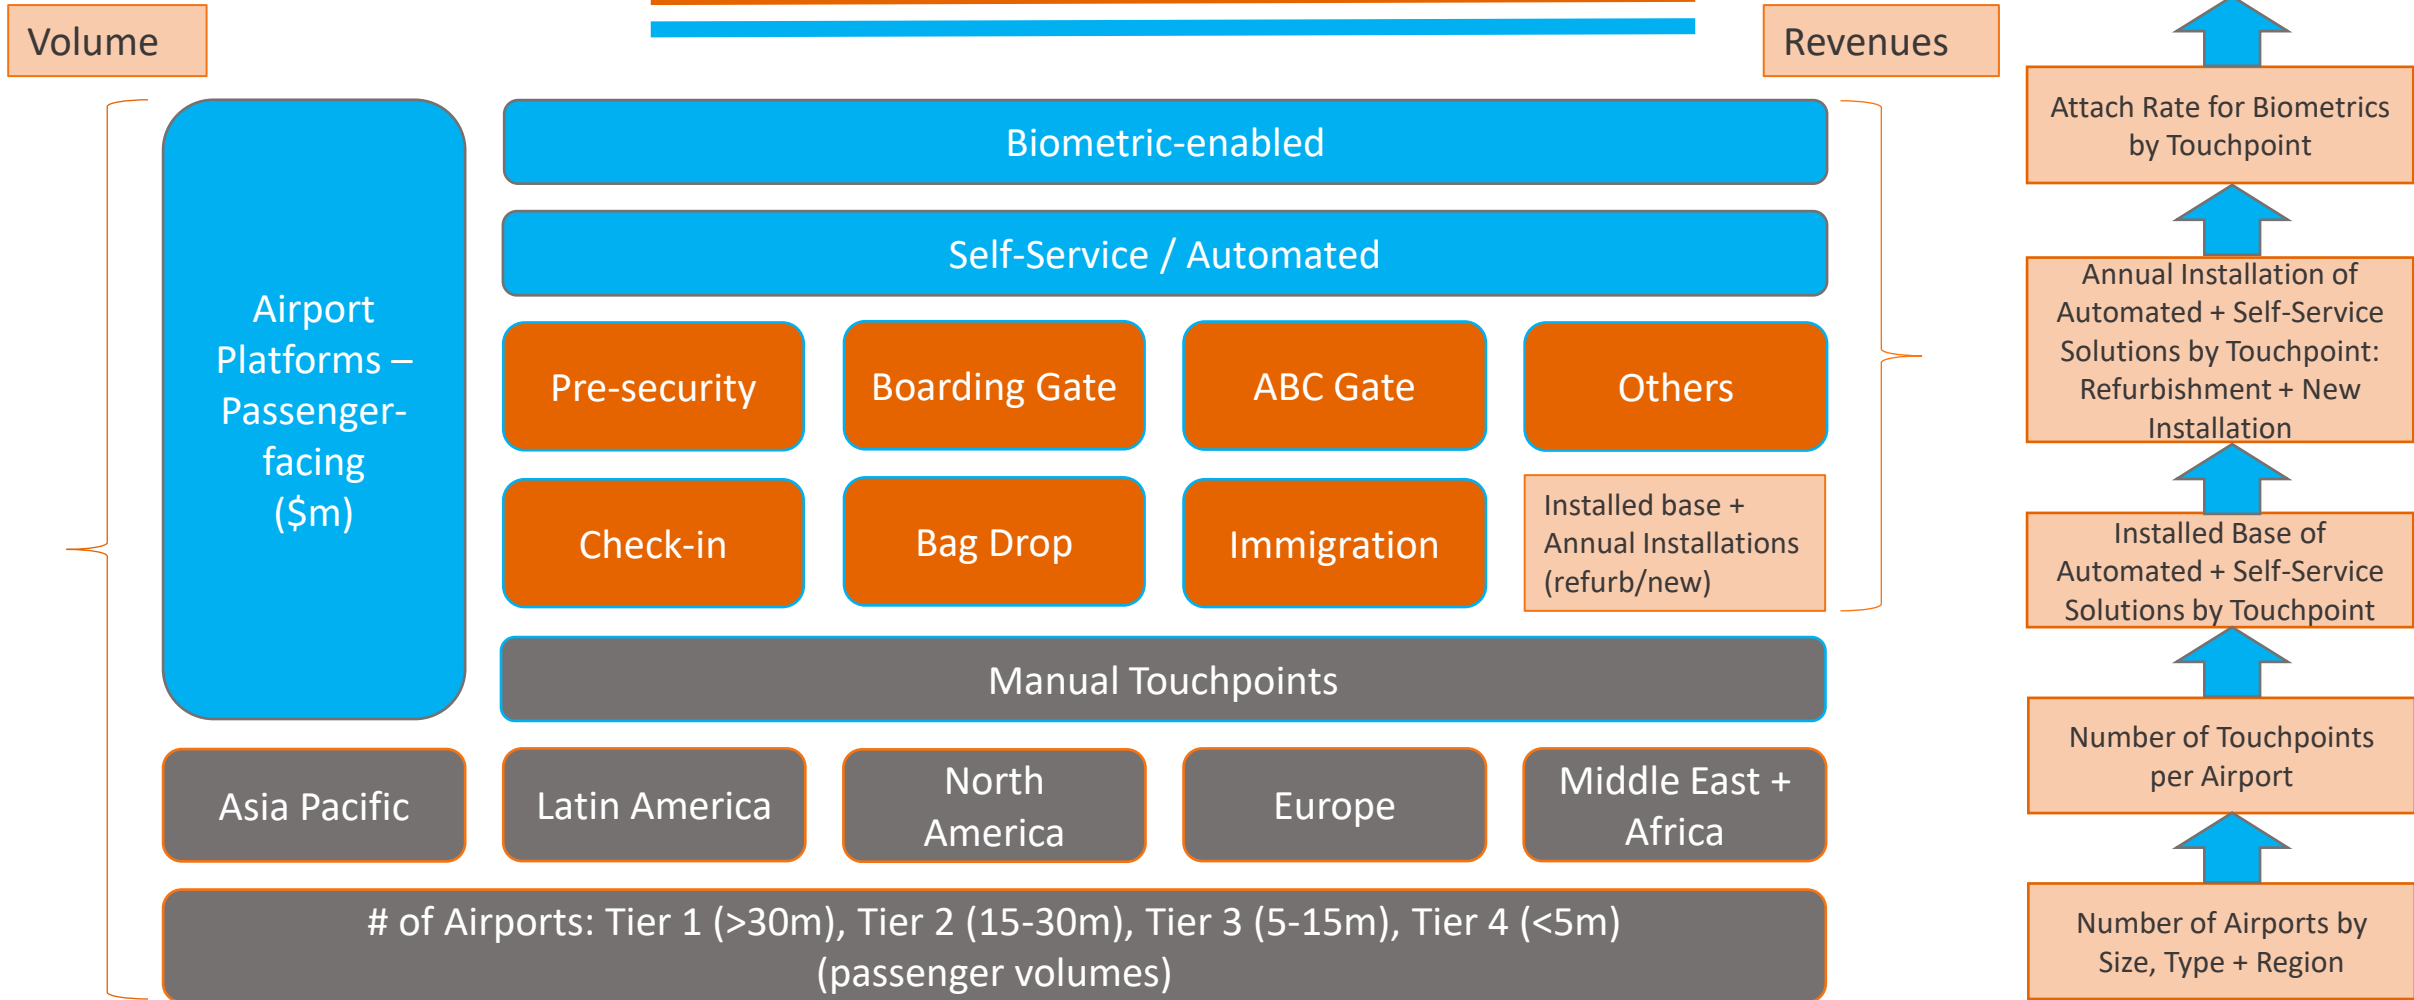 Volume
Revenues
Airport
Platforms –
Passenger-
facing
($m)
Biometric-enabled
Self-Service / Automated
Pre-security
Boarding Gate
ABC Gate
Others
Check-in
Bag Drop
Immigration
Installed base +
Annual Installations
(refurb/new)
Manual Touchpoints
Asia Pacific
Latin America
North
America
Europe
Middle East +
Africa
# of Airports: Tier 1 (>30m), Tier 2 (15-30m), Tier 3 (5-15m), Tier 4 (<5m)
(passenger volumes)
Attach Rate for Biometrics
by Touchpoint
Annual Installation of
Automated + Self-Service
Solutions by Touchpoint:
Refurbishment + New
Installation
Installed Base of
Automated + Self-Service
Solutions by Touchpoint
Number of Touchpoints
per Airport
Number of Airports by
Size, Type + Region